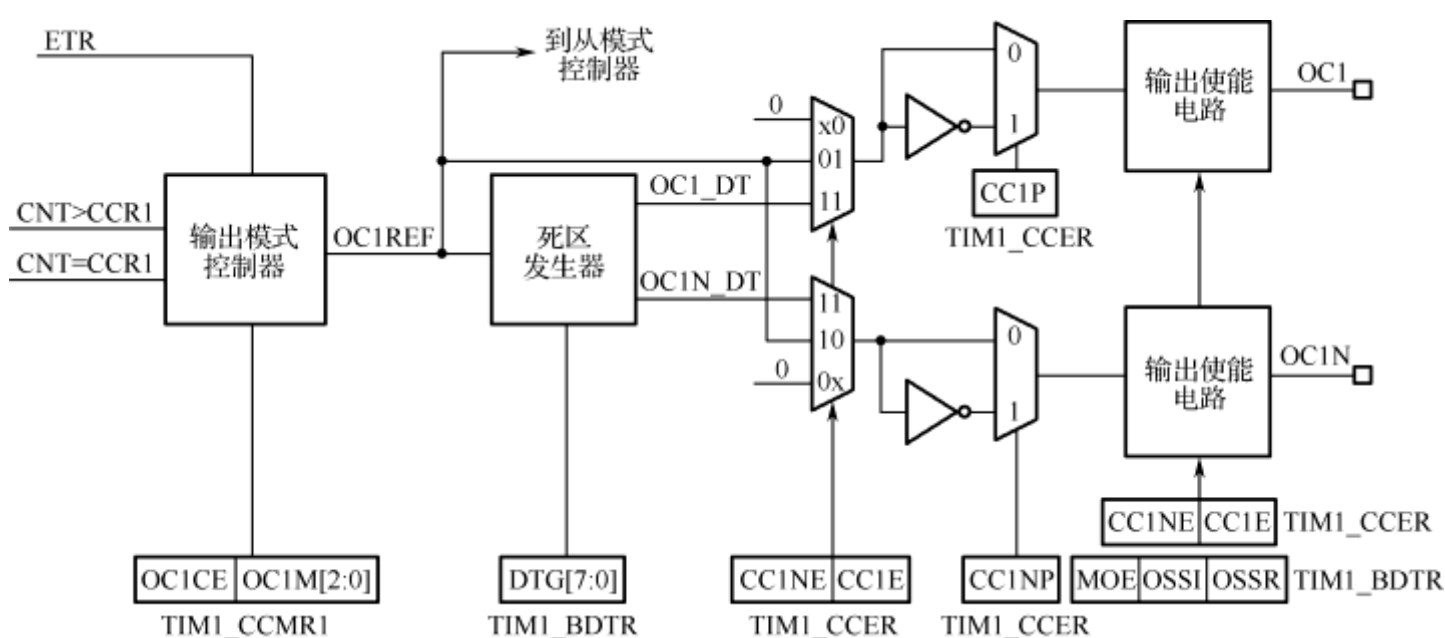 ETR
到从模式
控制器
CNT>CCR1
CNT=CCR1
输出模式
控制器
OC1REF
死区
发生器
OC1_DT
OC1N_DT
0
x0
01
11
11
10
0x
0
0
1
CC1P
TIM1_CCER
0
1
输出使能
电路
OC1
输出使能
电路
OC1N
CC1NE CC1E TIM1_CCER
OC1CE OC1M[2:0]
TIM1_CCMR1
DTG[7:0]
TIM1_BDTR
CC1NE CC1E
TIM1_CCER
CC1NP
TIM1_CCER
MOE OSSI OSSR TIM1_BDTR